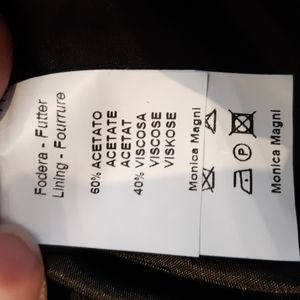 Fodera - Futter
Lining - Fourrure
60% ACETATO
ACETATE
ACETAT
40% VISCOSA
VISCOSE
VISKOSE
Monica Magni
P
Monica Magni